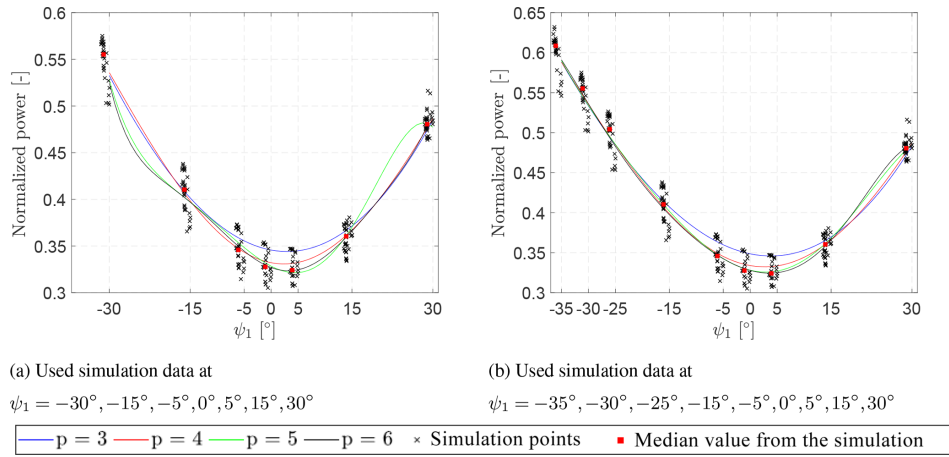 0.6
0.55
0.5
0.45
0.4
0.35
0.3
Normalized power [-]
-30 -15 -5 0 5 15 30
ψ₁ [°]
0.65
0.6
0.55
0.5
0.45
0.4
0.35
0.3
Normalized power [-]
-35 -30 -25 -15 -5 0 5 15 30
ψ₁ [°]
(a) Used simulation data at
ψ₁ = −30°, −15°, −5°, 0°, 5°, 15°, 30°
(b) Used simulation data at
ψ₁ = −35°, −30°, −25°, −15°, −5°, 0°, 5°, 15°, 30°
p = 3 p = 4 p = 5 p = 6 × Simulation points Median value from the simulation